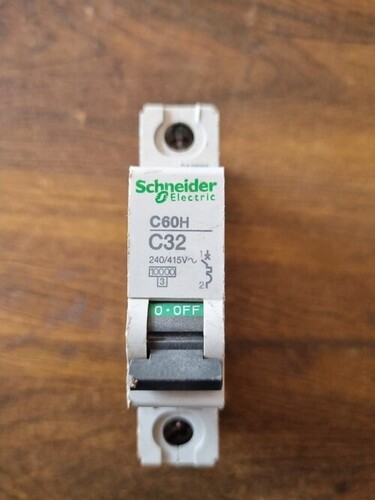 Schneider
Electric
C60H
C32
240/415V~
10000
3
1
2
O·OFF